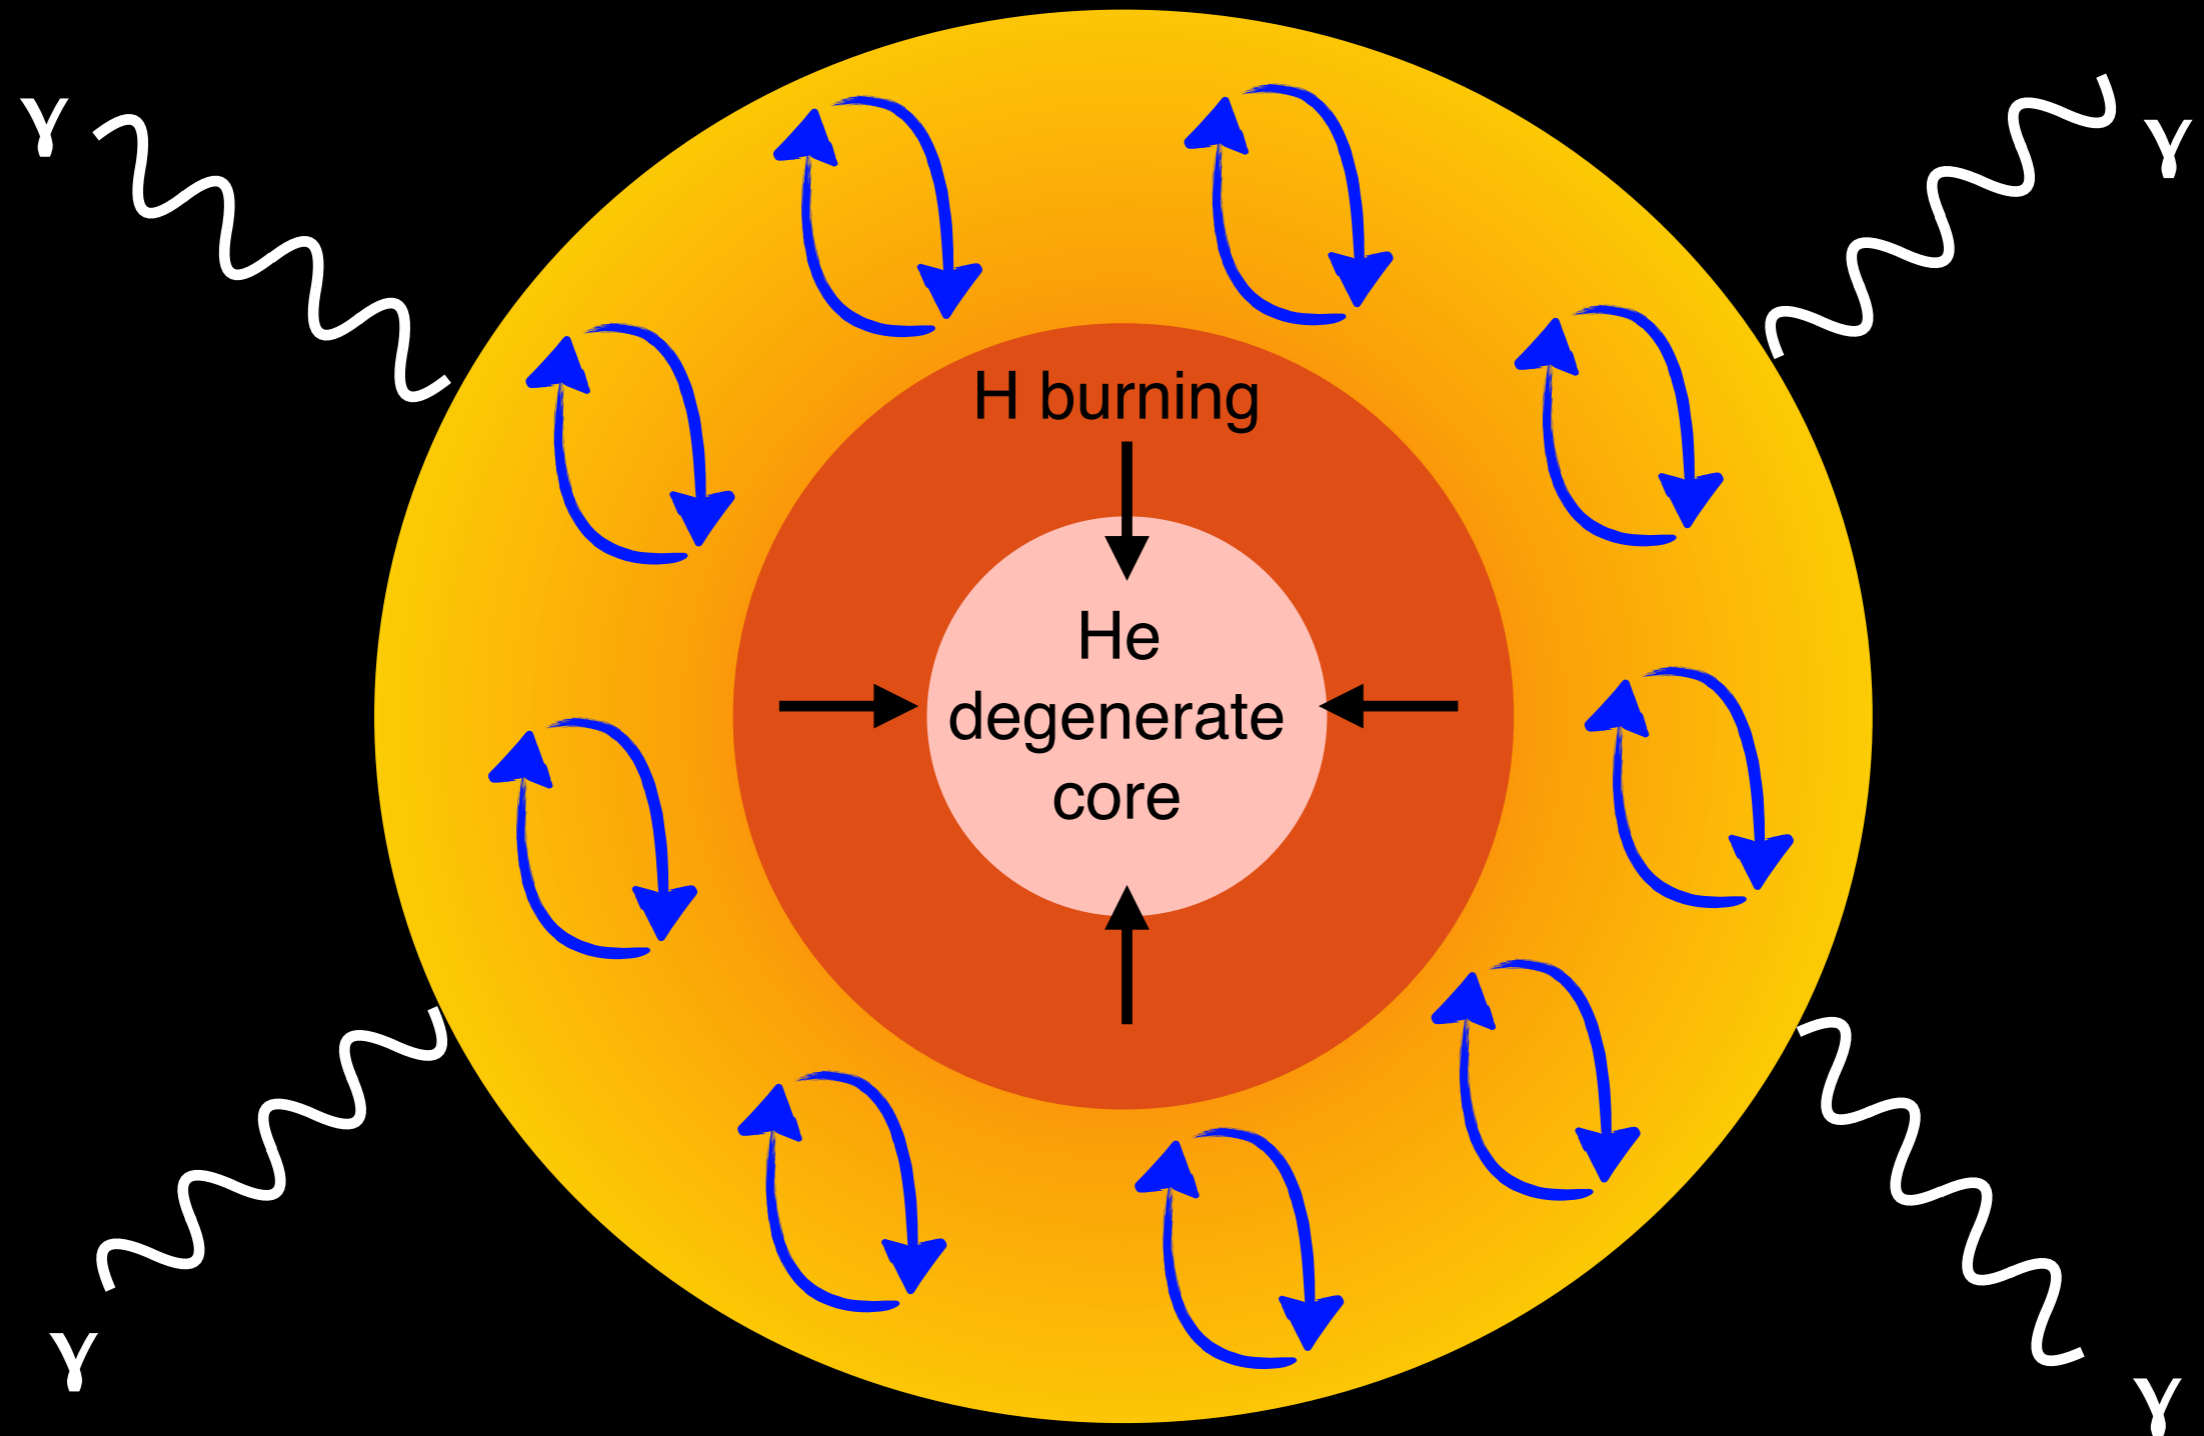 γ
γ
H burning
He
degenerate
core
γ
γ